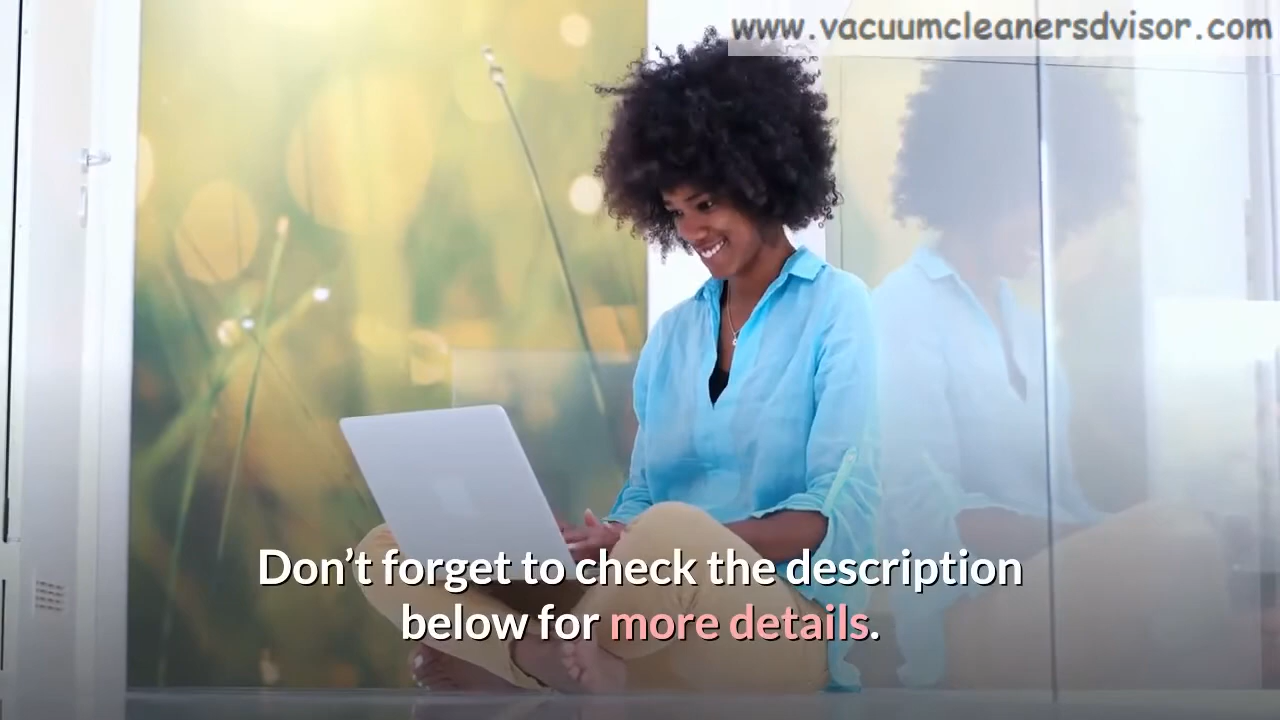 www.vacuumcleanersdvisor.com
Don't forget to check the description
below for more details.